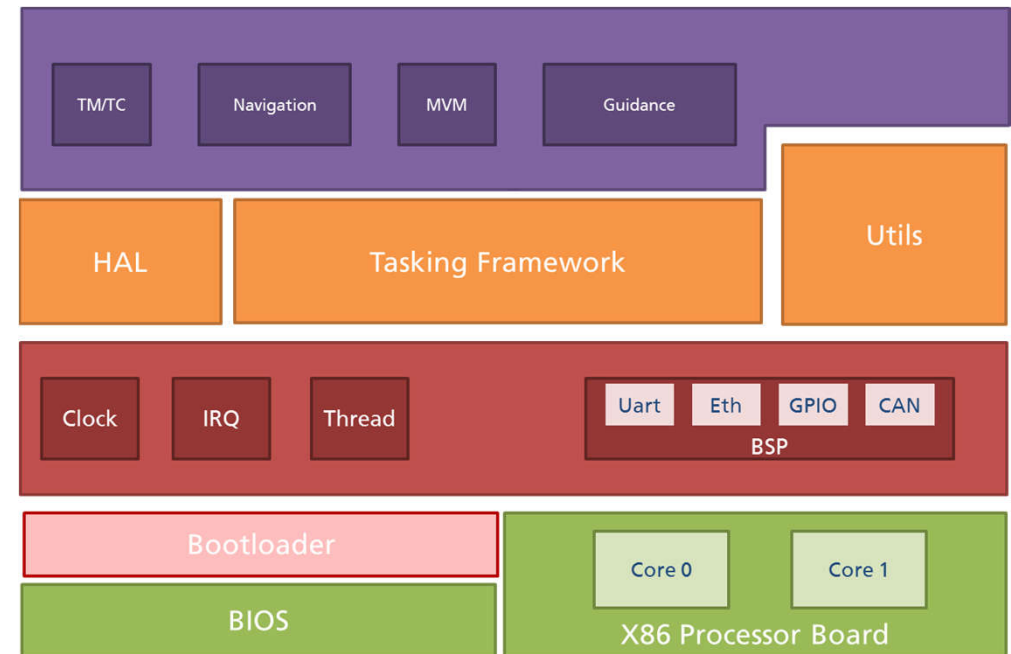 TM/TC
Navigation
MVM
Guidance
HAL
Tasking Framework
Utils
Clock
IRQ
Thread
Uart
Eth
GPIO
CAN
BSP
Bootloader
BIOS
Core 0
Core 1
X86 Processor Board